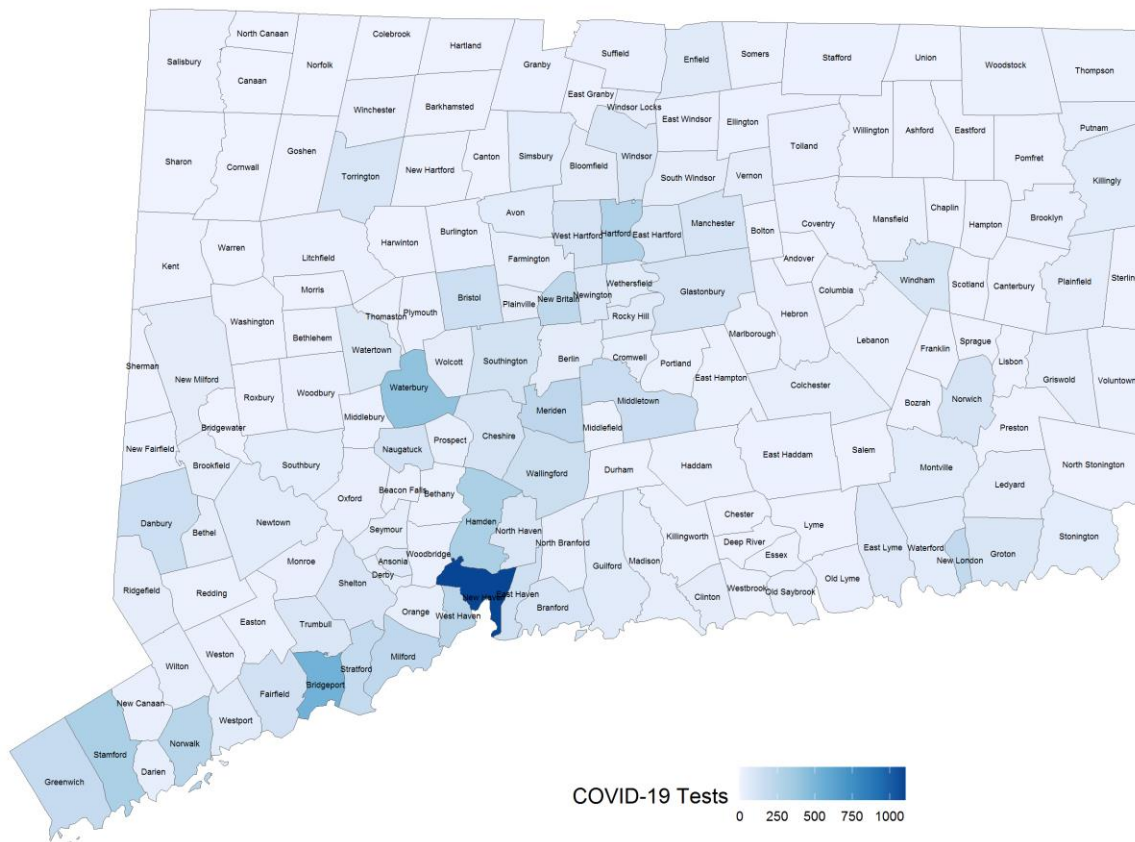 North Canaan
Colebrook
Hartland
Suffield
Enfield
Somers
Stafford
Union
Woodstock
Salisbury
Norfolk
Granby
Thompson
Canaan
East Granby
Windsor Locks
Winchester
Barkhamsted
East Windsor
Ellington
Willington
Ashford
Eastford
Putnam
Sharon
Cornwall
Goshen
Torrington
New Hartford
Canton
Simsbury
Bloomfield
Windsor
South Windsor
Vernon
Tolland
Pomfret
Killingly
Avon
West Hartford
Hartford
East Hartford
Manchester
Bolton
Coventry
Mansfield
Chaplin
Hampton
Brooklyn
Kent
Warren
Litchfield
Harwinton
Burlington
Farmington
Andover
Morris
Bristol
Plainville
New Britain
Newington
Wethersfield
Glastonbury
Columbia
Windham
Scotland
Canterbury
Plainfield
Sterlin
Washington
Bethlehem
Thomaston
Plymouth
Watertown
Rocky Hill
Marlborough
Hebron
Sherman
New Milford
Roxbury
Woodbury
Waterbury
Wolcott
Southington
Berlin
Cromwell
Portland
East Hampton
Lebanon
Franklin
Sprague
Lisbon
Griswold
Voluntown
Bridgewater
Middlebury
Meriden
Middletown
Middlefield
Colchester
Bozrah
Norwich
Preston
New Fairfield
Brookfield
Southbury
Naugatuck
Prospect
Cheshire
Wallingford
Durham
Haddam
East Haddam
Salem
Montville
North Stonington
Danbury
Bethel
Newtown
Oxford
Beacon Falls
Bethany
Hamden
North Haven
Ledyard
Seymour
Woodbridge
North Branford
Guilford
Madison
Killingworth
Chester
Deep River
Essex
Lyme
East Lyme
Waterford
New London
Groton
Stonington
Ridgefield
Redding
Monroe
Shelton
Ansonia
Derby
New Haven
East Haven
Branford
Clinton
Westbrook
Old Saybrook
Old Lyme
Easton
Trumbull
Orange
West Haven
Wilton
Weston
Bridgeport
Stratford
Milford
New Canaan
Westport
Fairfield
Greenwich
Stamford
Darien
Norwalk
COVID-19 Tests
0 250 500 750 1000